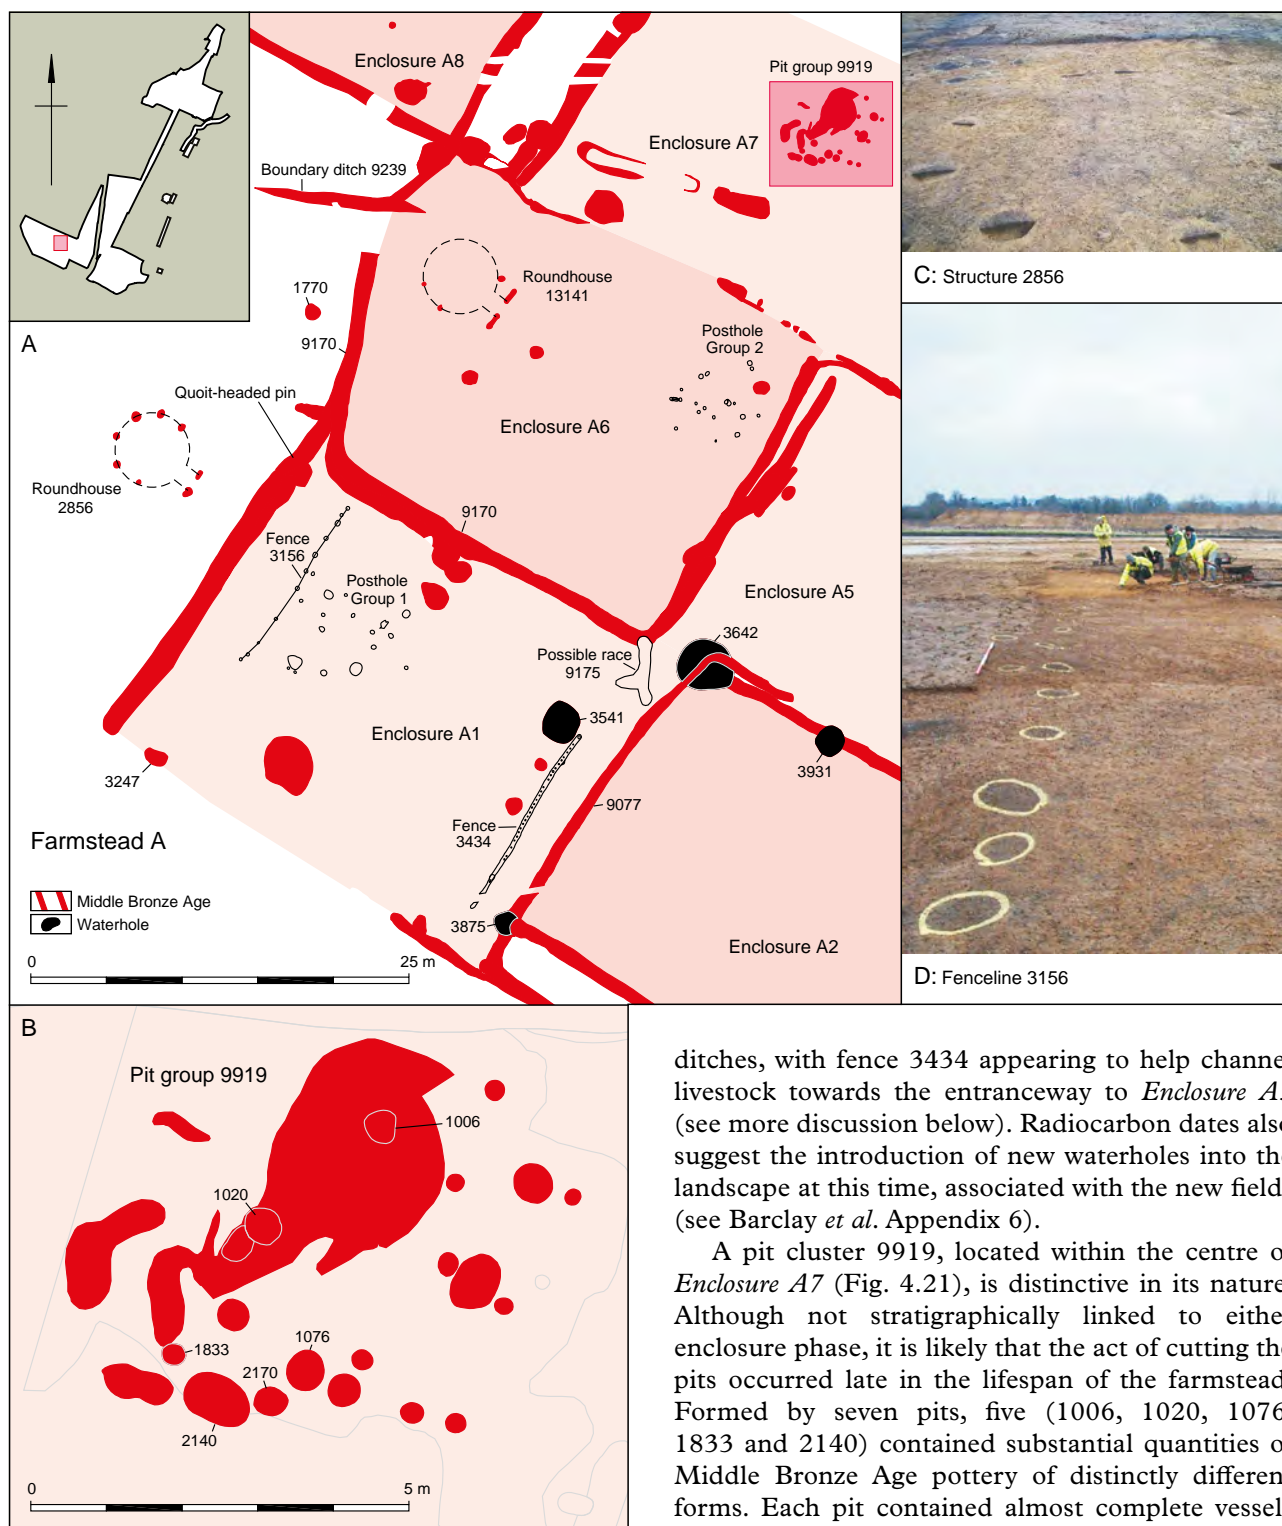 Enclosure A8
Pit group 9919
Enclosure A7
Boundary ditch 9239
Roundhouse
13141
1770
9170
Posthole
Group 2
Quoit-headed pin
Enclosure A6
Roundhouse
2856
9170
Fence
3156
Posthole
Group 1
Enclosure A5
3642
Possible race
9175
3541
Enclosure A1
3931
3247
9077
Fence
3434
3875
Enclosure A2
A
Farmstead A
Middle Bronze Age
Waterhole
0
25 m
C: Structure 2856
D: Fenceline 3156
B
Pit group 9919
1006
1020
1833
1076
2170
2140
0
5 m
ditches, with fence 3434 appearing to help channe
livestock towards the entranceway to Enclosure A
(see more discussion below). Radiocarbon dates also
suggest the introduction of new waterholes into the
landscape at this time, associated with the new field
(see Barclay et al. Appendix 6).
A pit cluster 9919, located within the centre o
Enclosure A7 (Fig. 4.21), is distinctive in its nature
Although not stratigraphically linked to eithe
enclosure phase, it is likely that the act of cutting the
pits occurred late in the lifespan of the farmstead
Formed by seven pits, five (1006, 1020, 1076
1833 and 2140) contained substantial quantities o
Middle Bronze Age pottery of distinctly differen
forms. Each pit contained almost complete vessel